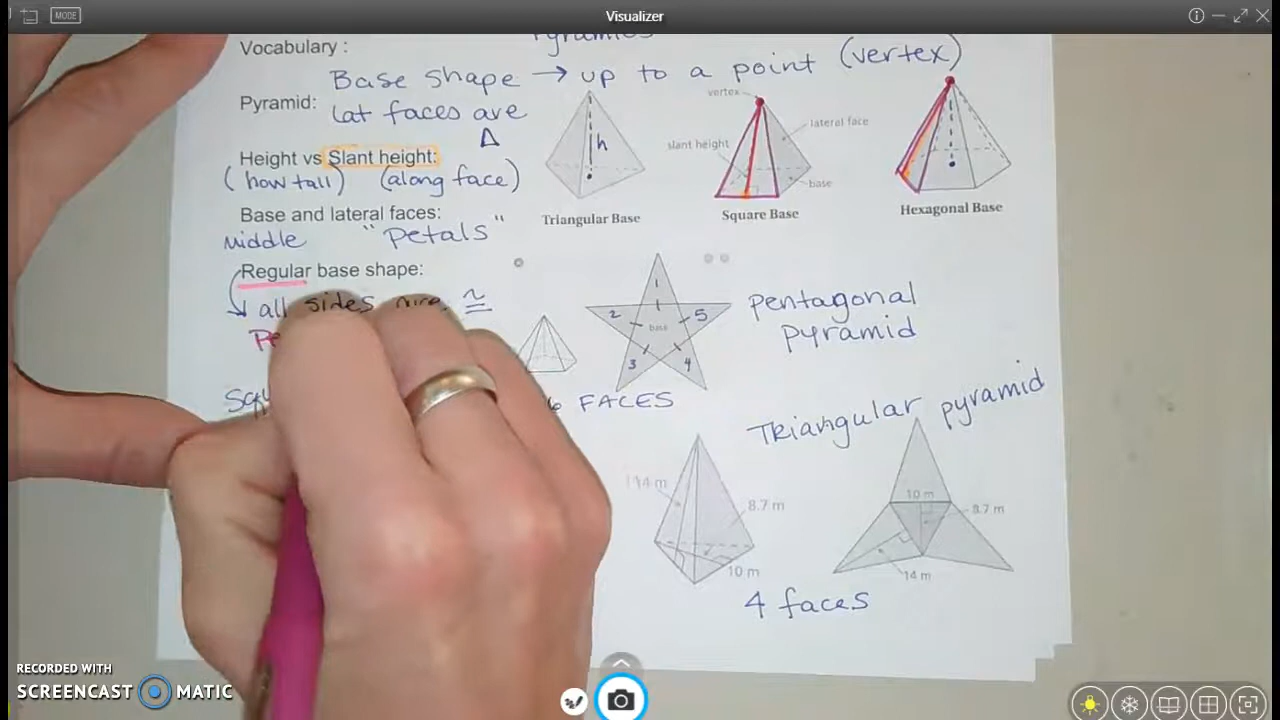 Visualizer
MODE
Vocabulary :
Pyramids
Base shape → up to a point (vertex)
Pyramid: lat faces are
Δ
Height vs Slant height:
(how tall) (along face)
Base and lateral faces:
Middle "Petals"
Regular base shape:
all sides are ≅
vertex
slant height
lateral face
base
h
Triangular Base
Square Base
Hexagonal Base
1
2
base
5
3
4
pentagonal
pyramid
6 FACES
Triangular pyramid
14 m
8.7 m
10 m
10 m
8.7 m
14 m
4 faces
RECORDED WITH
SCREENCAST MATIC